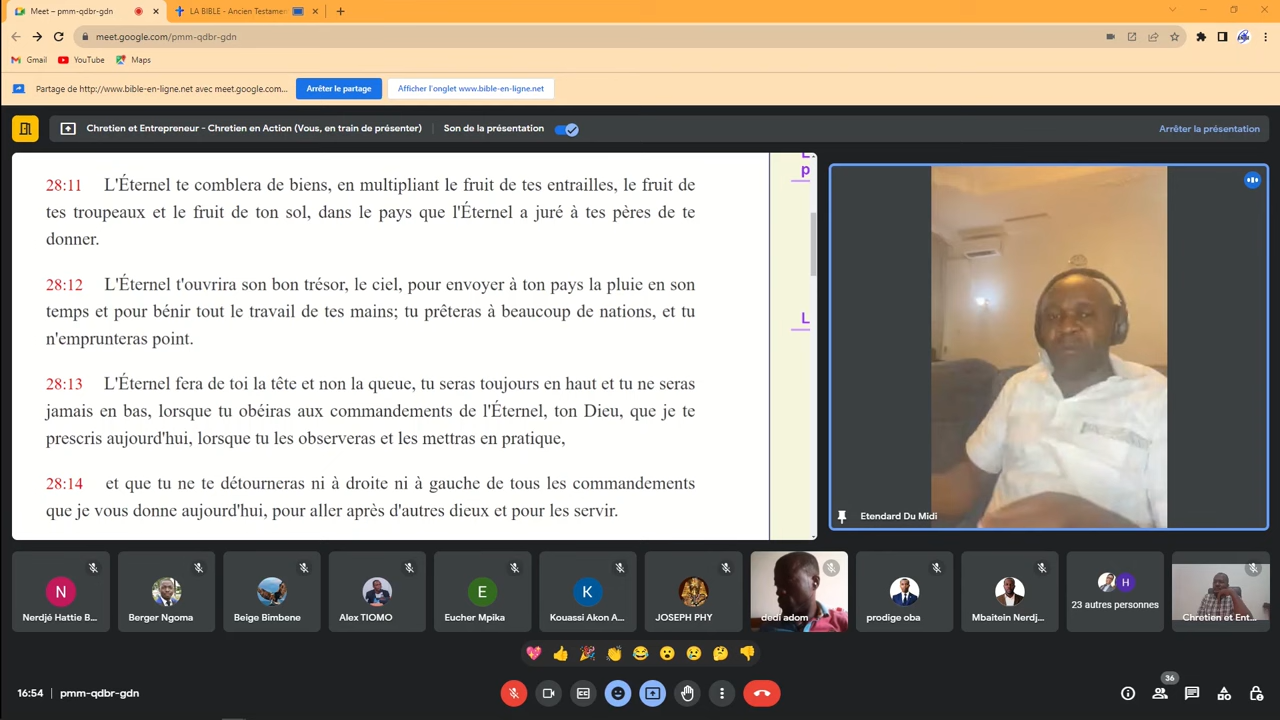 Meet – pmm-qdbr-gdn
LA BIBLE - Ancien Testame
meet.google.com/pmm-qdbr-gdn
Gmail
YouTube
Maps
Partage de http://www.bible-en-ligne.net avec meet.google.com...
Arrêter le partage
Afficher l'onglet www.bible-en-ligne.net
Chretien et Entrepreneur - Chretien en Action (Vous, en train de présenter)
Son de la présentation
Arrêter la présentation
28:11 L'Éternel te comblera de biens, en multipliant le fruit de tes entrailles, le fruit de
tes troupeaux et le fruit de ton sol, dans le pays que l'Éternel a juré à tes pères de te
donner.
28:12 L'Éternel t'ouvrira son bon trésor, le ciel, pour envoyer à ton pays la pluie en son
temps et pour bénir tout le travail de tes mains; tu prêteras à beaucoup de nations, et tu
n'emprunteras point.
28:13 L'Éternel fera de toi la tête et non la queue, tu seras toujours en haut et tu ne seras
jamais en bas, lorsque tu obéiras aux commandements de l'Éternel, ton Dieu, que je te
prescris aujourd'hui, lorsque tu les observeras et les mettras en pratique,
28:14 et que tu ne te détourneras ni à droite ni à gauche de tous les commandements
que je vous donne aujourd'hui, pour aller après d'autres dieux et pour les servir.
p
L
Etendard Du Midi
N
Nerdjé Hattie B...
Berger Ngoma
Beige Bimbene
Alex TIOMO
E
Eucher Mpika
K
Kouassi Akon A...
JOSEPH PHY
dedi adom
prodige oba
Mbaitein Nerdj...
H
23 autres personnes
Chretien et Ent...
16:54
pmm-qdbr-gdn
36